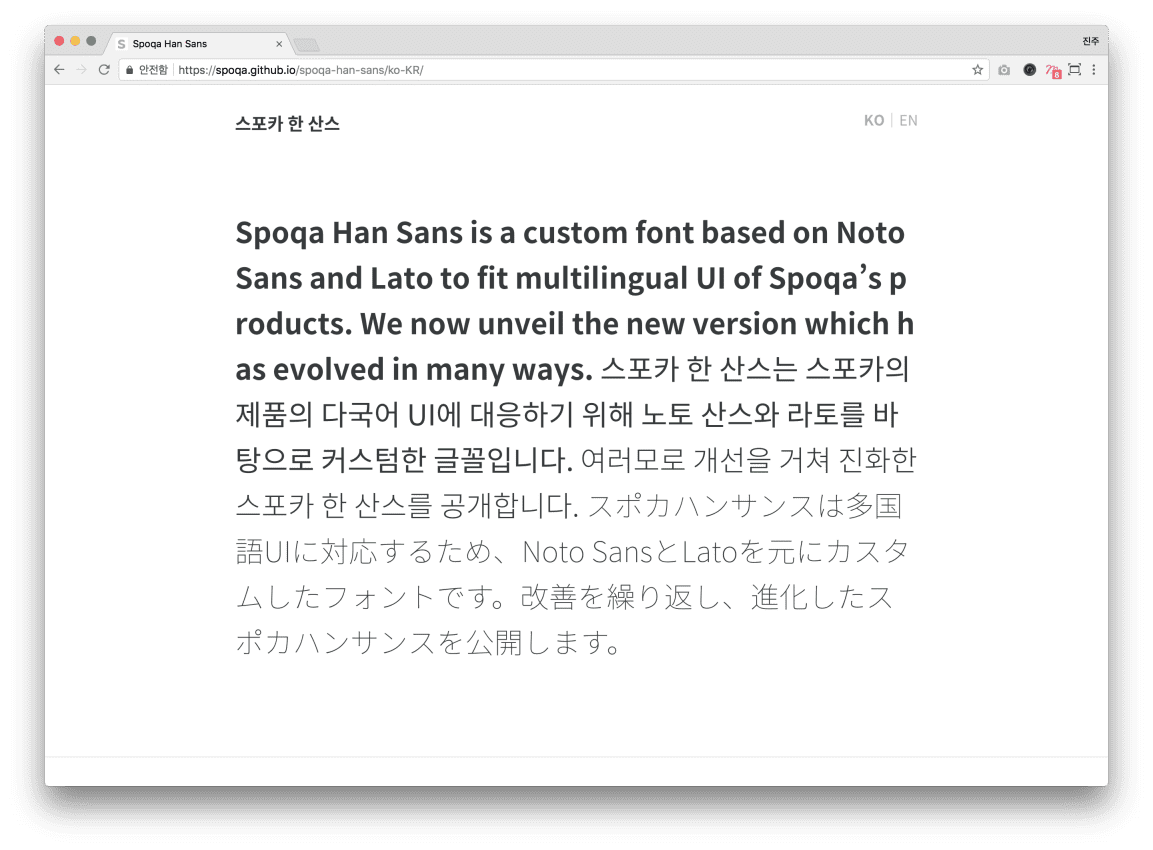 Spoqa Han Sans
진주
안전함 https://spoqa.github.io/spoqa-han-sans/ko-KR/
8
스포카 한 산스
KO | EN
Spoqa Han Sans is a custom font based on Noto
Sans and Lato to fit multilingual UI of Spoqa’s p
roducts. We now unveil the new version which h
as evolved in many ways. 스포카 한 산스는 스포카의
제품의 다국어 UI에 대응하기 위해 노토 산스와 라토를 바
탕으로 커스텀한 글꼴입니다. 여러모로 개선을 거쳐 진화한
스포카 한 산스를 공개합니다. スポカハンサンスは多国
語UIに対応するため、Noto SansとLatoを元にカスタ
ムしたフォントです。改善を繰り返し、進化したス
ポカハンサンスを公開します。